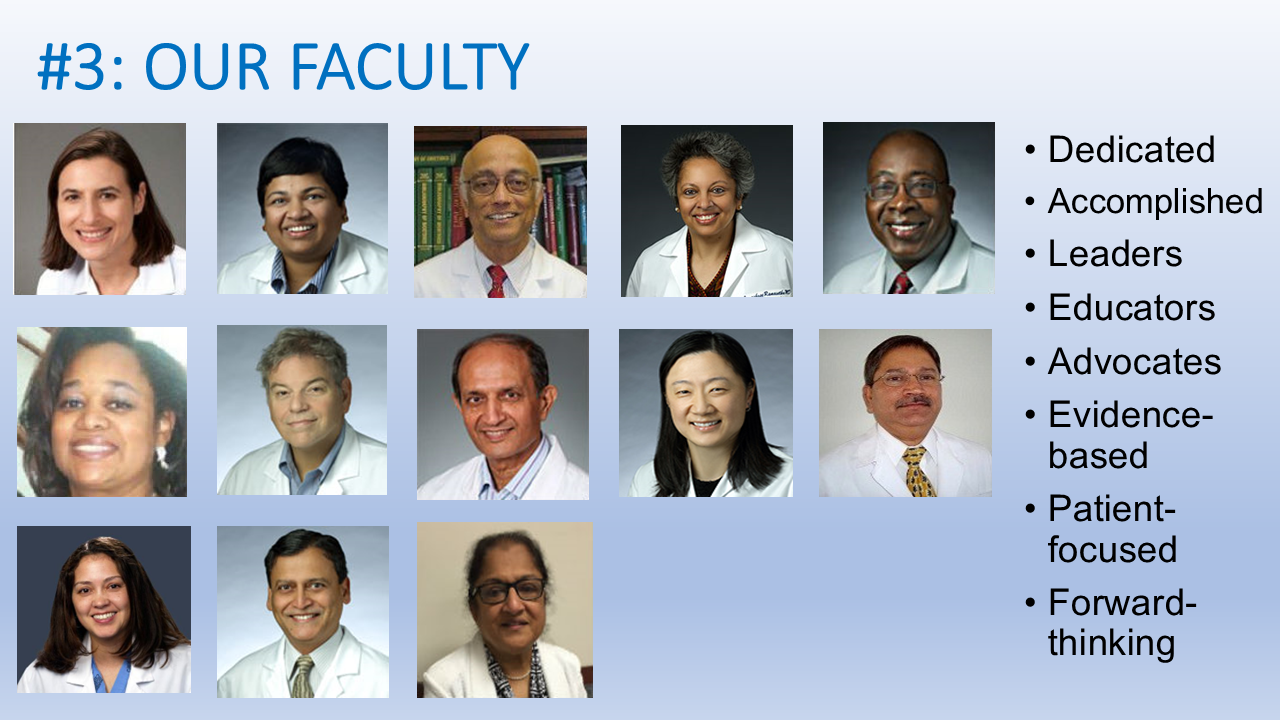 #3: OUR FACULTY
• Dedicated
• Accomplished
• Leaders
• Educators
• Advocates
• Evidence-
based
• Patient-
focused
• Forward-
thinking